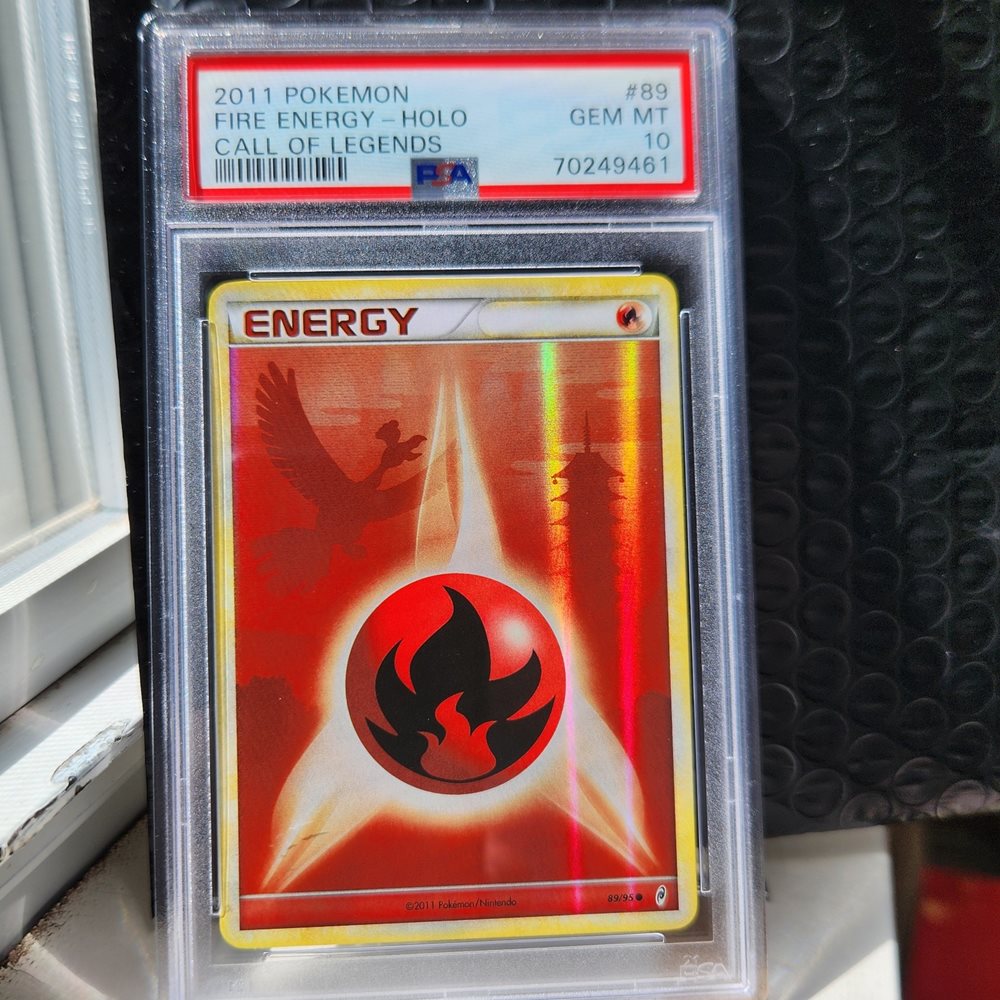 2011 POKEMON #89
FIRE ENERGY – HOLO GEM MT
CALL OF LEGENDS 10
PSA 70249461
ENERGY
©2011 Pokémon/Nintendo 89/95
PSA